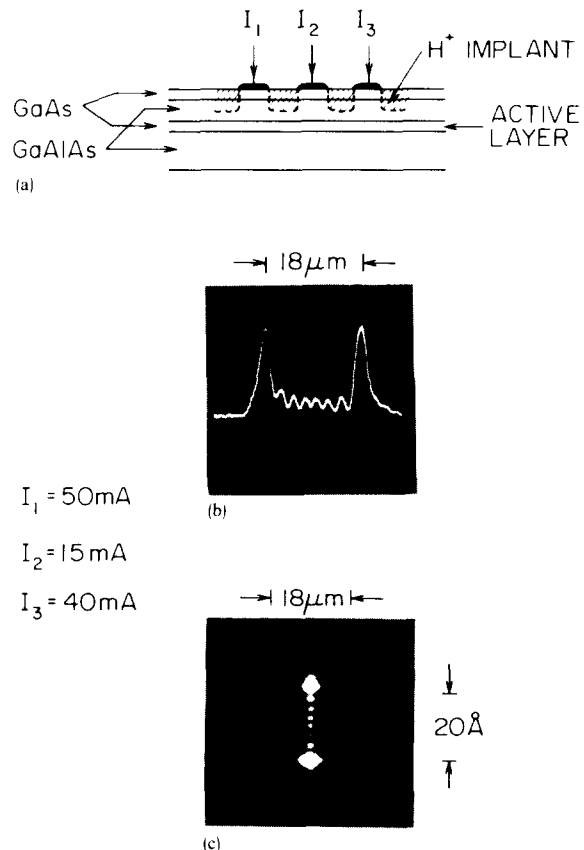 I₁ I₂ I₃
H⁺ IMPLANT
GaAs
GaAlAs
ACTIVE
LAYER
(a)
18μm
(b)
I₁ = 50mA
I₂ = 15mA
I₃ = 40mA
18μm
20Å
(c)